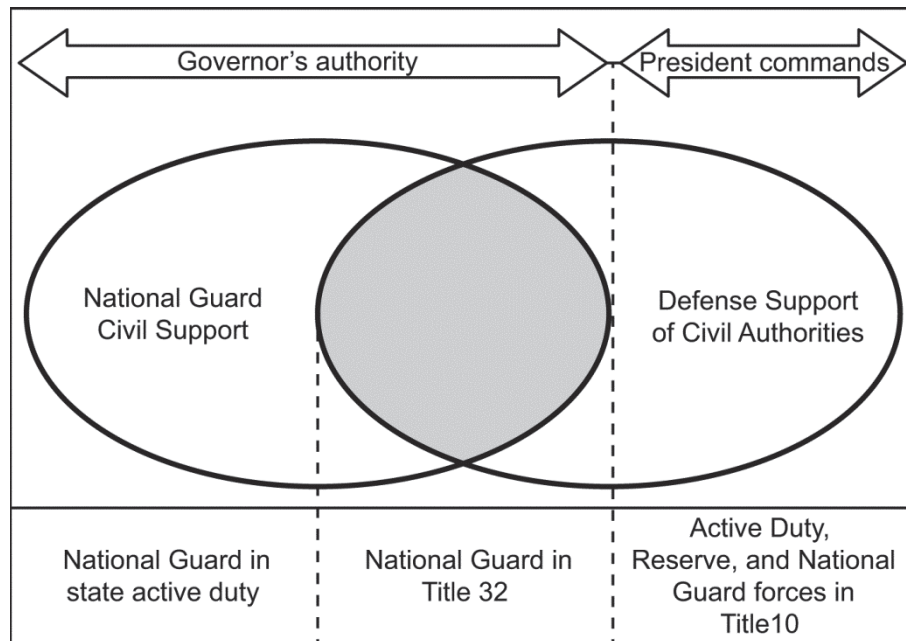 Governor's authority
President commands
National Guard
Civil Support
Defense Support
of Civil Authorities
National Guard in
state active duty
National Guard in
Title 32
Active Duty,
Reserve, and National
Guard forces in
Title10